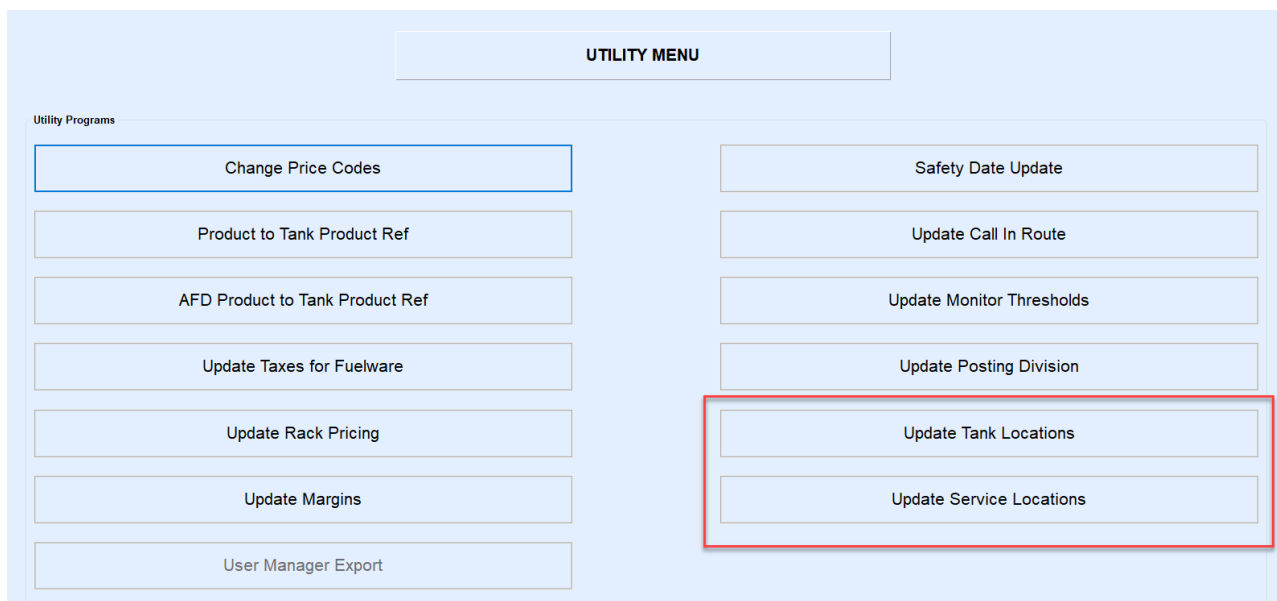 UTILITY MENU
Utility Programs
Change Price Codes
Safety Date Update
Product to Tank Product Ref
Update Call In Route
AFD Product to Tank Product Ref
Update Monitor Thresholds
Update Taxes for Fuelware
Update Posting Division
Update Rack Pricing
Update Tank Locations
Update Margins
Update Service Locations
User Manager Export